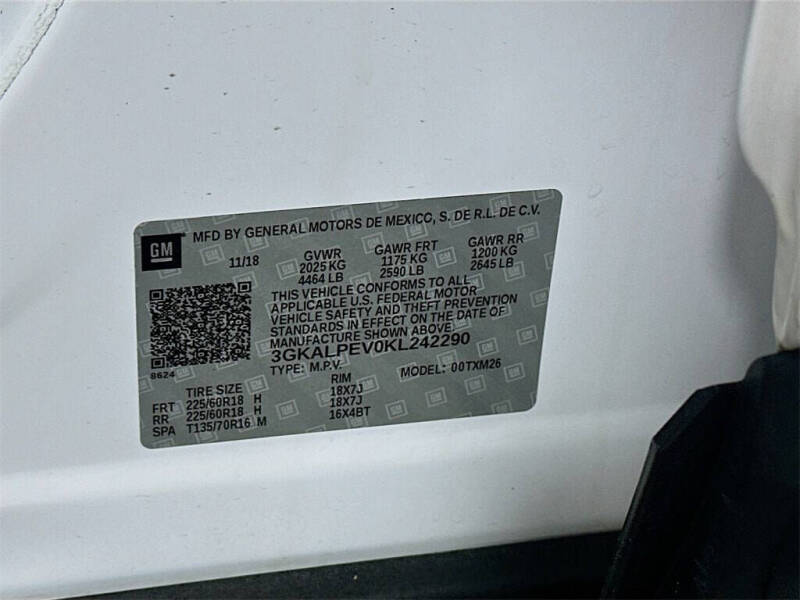 GM
MFD BY GENERAL MOTORS DE MEXICO, S. DE R.L. DE C.V.
11/18 GVWR GAWR FRT GAWR RR
2025 KG 1175 KG 1200 KG
4464 LB 2590 LB 2645 LB
THIS VEHICLE CONFORMS TO ALL
APPLICABLE U.S. FEDERAL MOTOR
VEHICLE SAFETY AND THEFT PREVENTION
STANDARDS IN EFFECT ON THE DATE OF
MANUFACTURE SHOWN ABOVE.
3GKALPEV0KL242290
8624 TYPE: M.P.V. MODEL: 00TXM26
TIRE SIZE RIM
FRT 225/60R18 H 18X7J
RR 225/60R18 H 18X7J
SPA T135/70R16 M 16X4BT